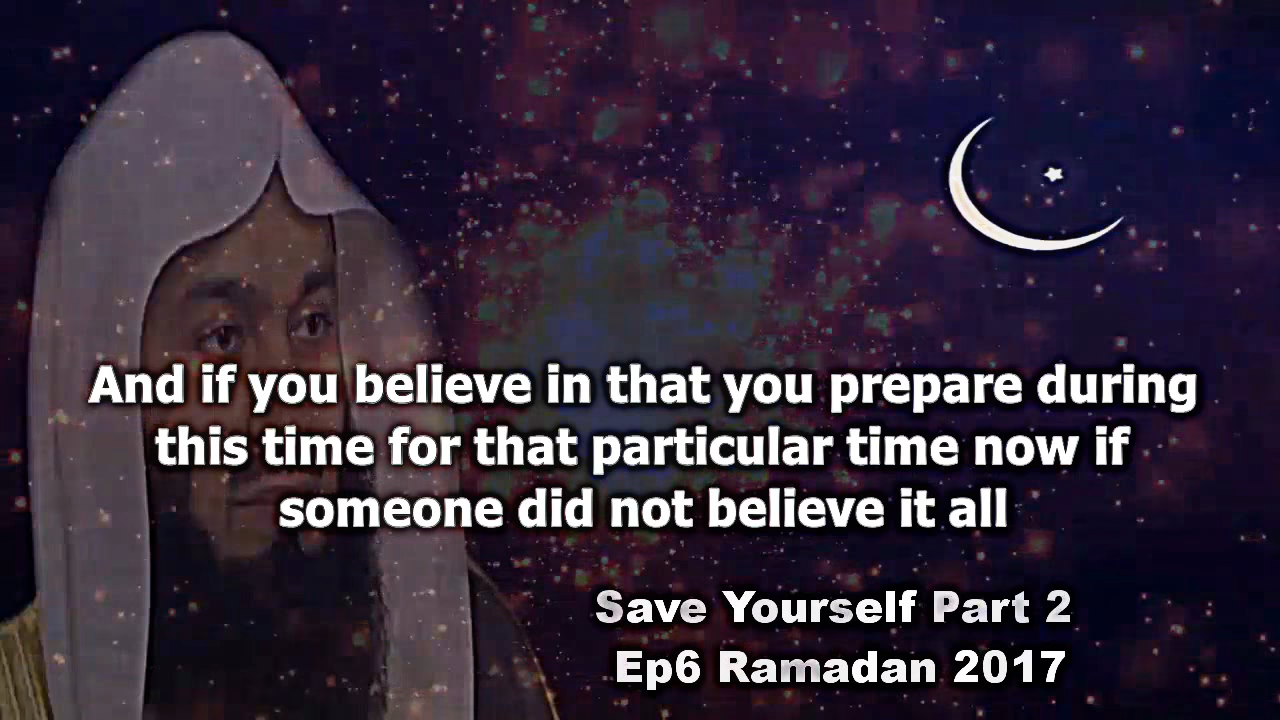 And if you believe in that you prepare during
this time for that particular time now if
someone did not believe it all
Save Yourself Part 2
Ep6 Ramadan 2017